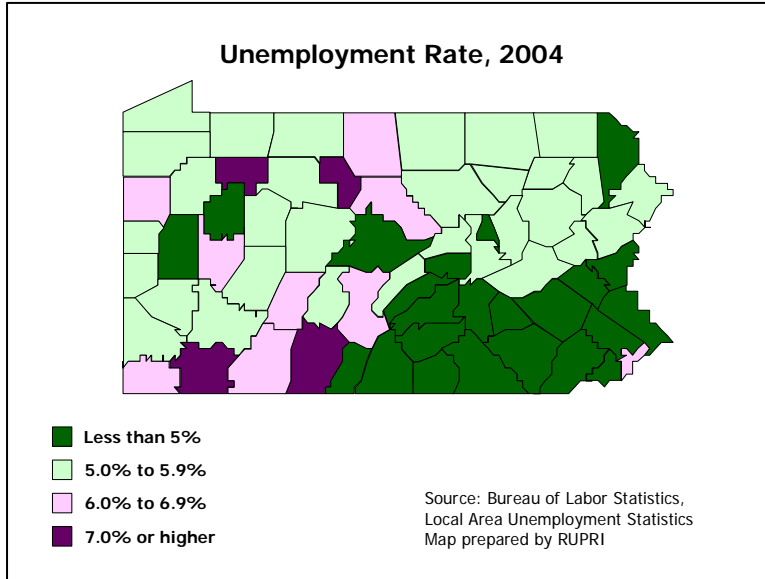 Unemployment Rate, 2004
Less than 5%
5.0% to 5.9%
6.0% to 6.9%
7.0% or higher
Source: Bureau of Labor Statistics,
Local Area Unemployment Statistics
Map prepared by RUPRI